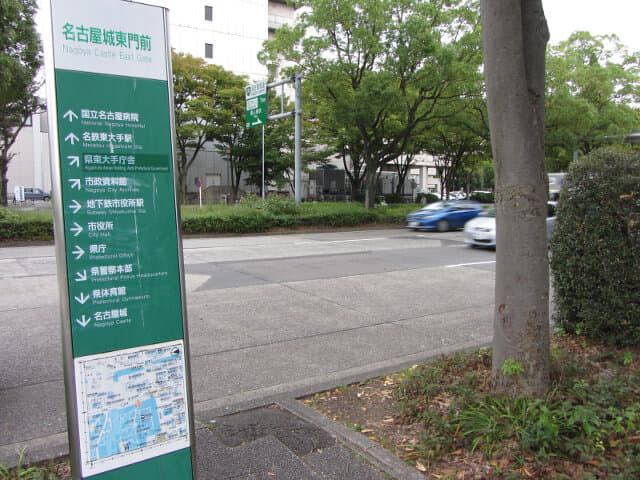 名古屋城東門前
Nagoya Castle East Gate
国立名古屋病院
National Nagoya Hospital
名鉄東大手駅
Meitetsu Higashiote Sta.
県東大手庁舎
市政資料館
Nagoya City Archives
地下鉄市役所駅
Subway Shiyakusho Sta.
市役所
City Hall
県庁
Prefectural Office
県警察本部
Prefectural Police Headquarters
県体育館
Prefectural Gymnasium
名古屋城
Nagoya Castle